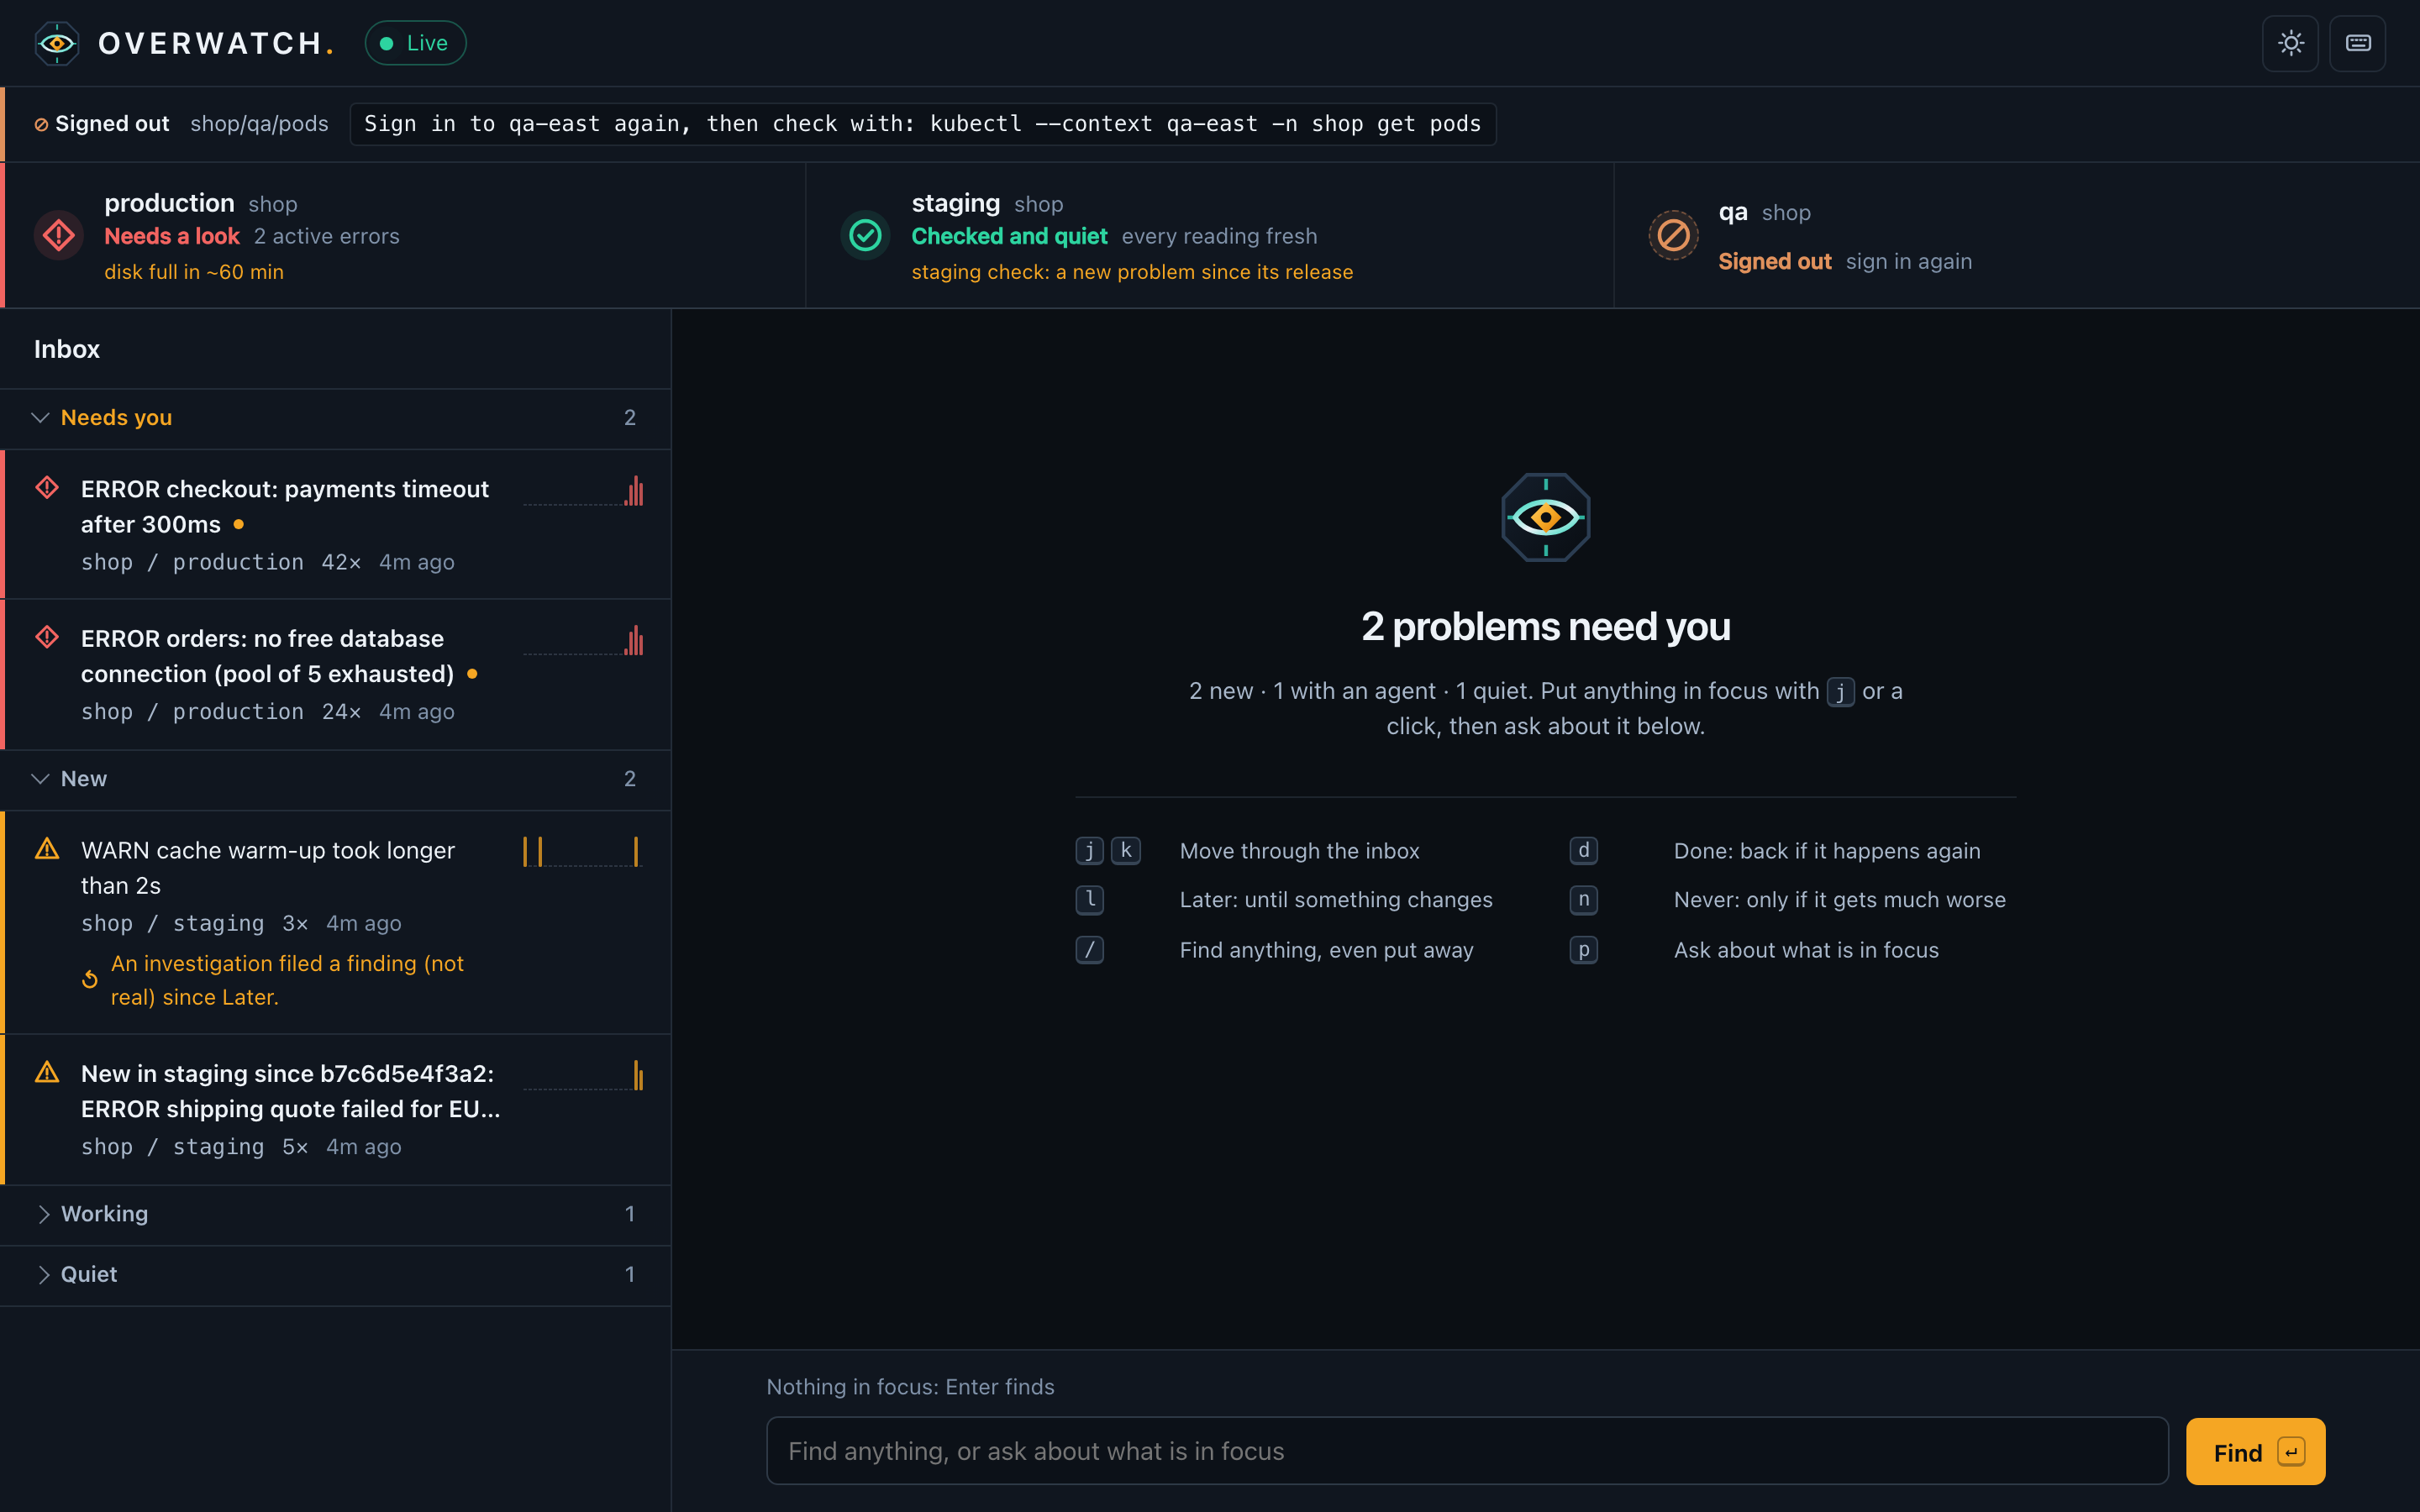 OVERWATCH.
Live
Signed out shop/qa/pods Sign in to qa-east again, then check with: kubectl --context qa-east -n shop get pods
production shop
Needs a look 2 active errors
disk full in ~60 min
staging shop
Checked and quiet every reading fresh
staging check: a new problem since its release
qa shop
Signed out sign in again
Inbox
Needs you 2
ERROR checkout: payments timeout
after 300ms
shop / production 42× 4m ago
ERROR orders: no free database
connection (pool of 5 exhausted)
shop / production 24× 4m ago
New 2
WARN cache warm-up took longer
than 2s
shop / staging 3× 4m ago
An investigation filed a finding (not
real) since Later.
New in staging since b7c6d5e4f3a2:
ERROR shipping quote failed for EU...
shop / staging 5× 4m ago
Working 1
Quiet 1
2 problems need you
2 new · 1 with an agent · 1 quiet. Put anything in focus with j or a
click, then ask about it below.
j k Move through the inbox
d Done: back if it happens again
l Later: until something changes
n Never: only if it gets much worse
/ Find anything, even put away
p Ask about what is in focus
Nothing in focus: Enter finds
Find anything, or ask about what is in focus
Find ↵